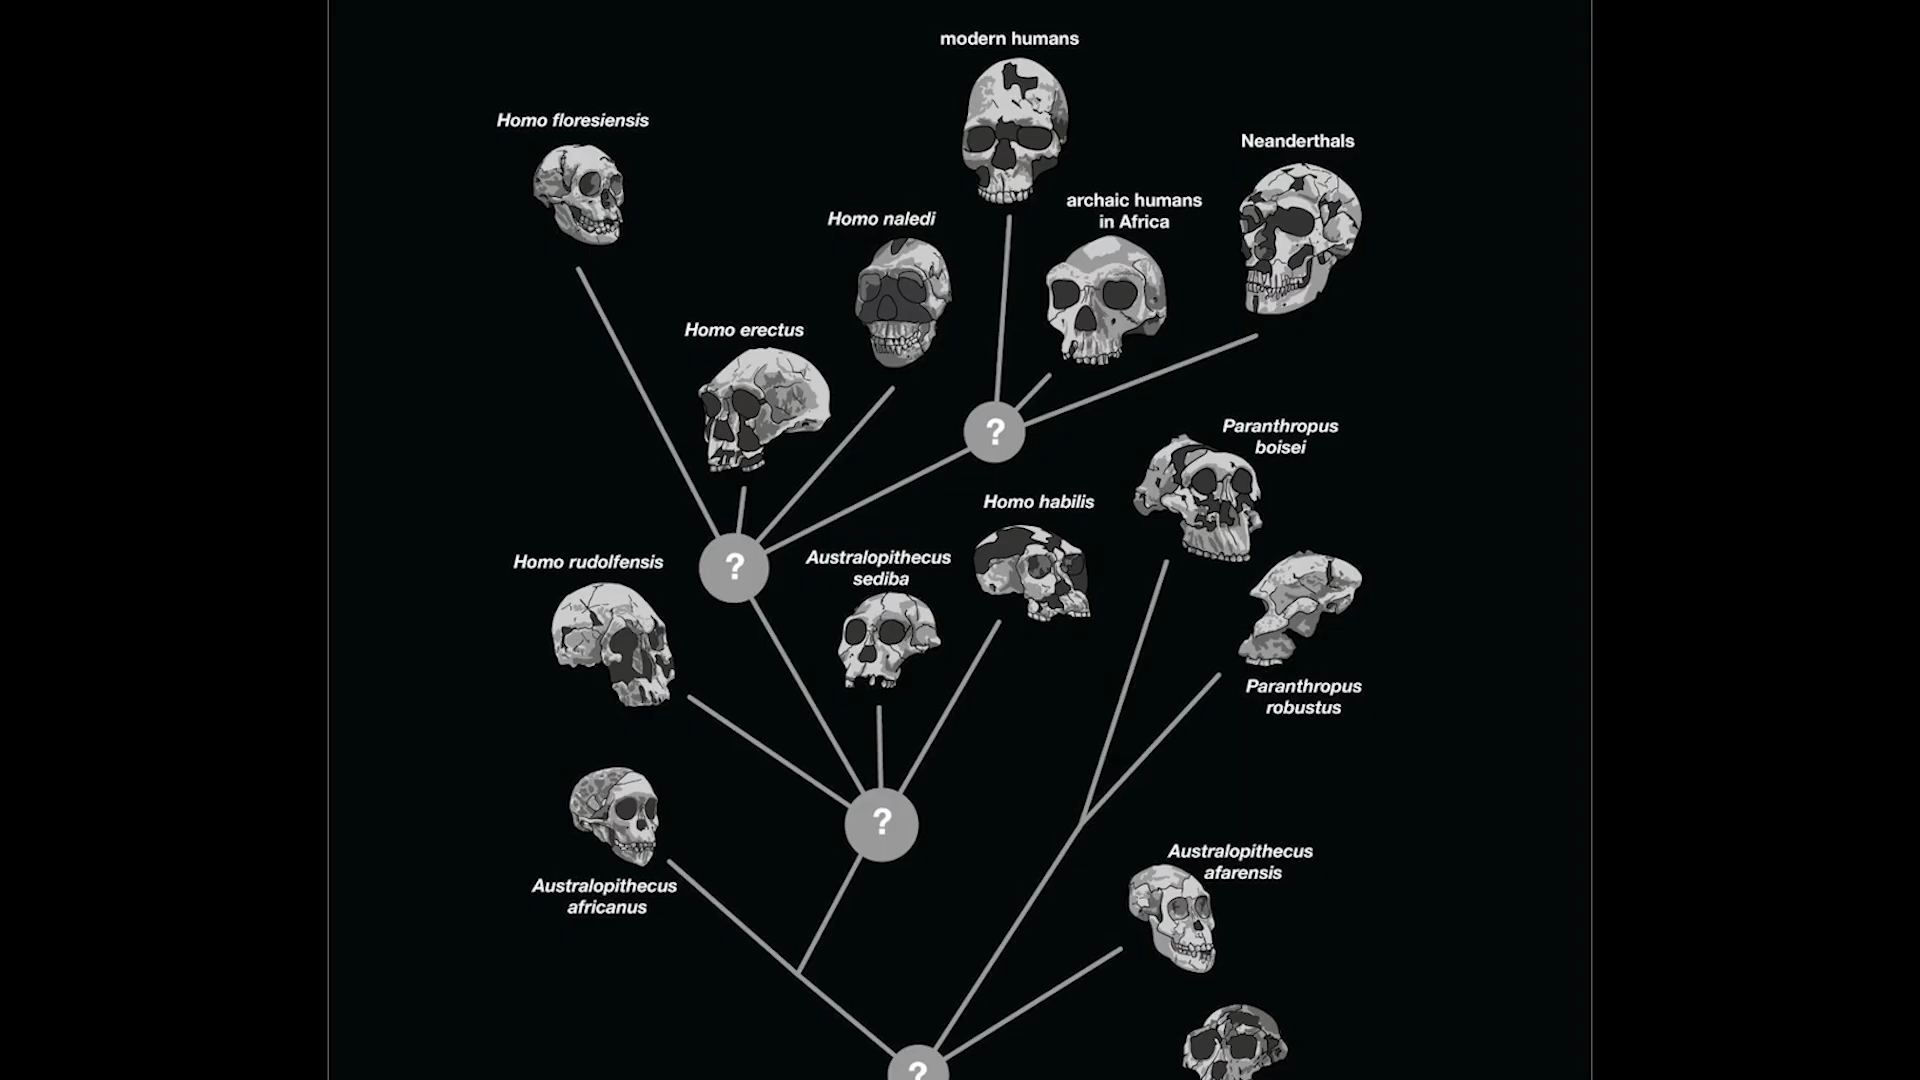 modern humans
Homo floresiensis
Neanderthals
archaic humans
in Africa
Homo naledi
Homo erectus
?
Paranthropus
boisei
Homo habilis
Australopithecus
sediba
Homo rudolfensis
?
Paranthropus
robustus
?
Australopithecus
afarensis
Australopithecus
africanus
?